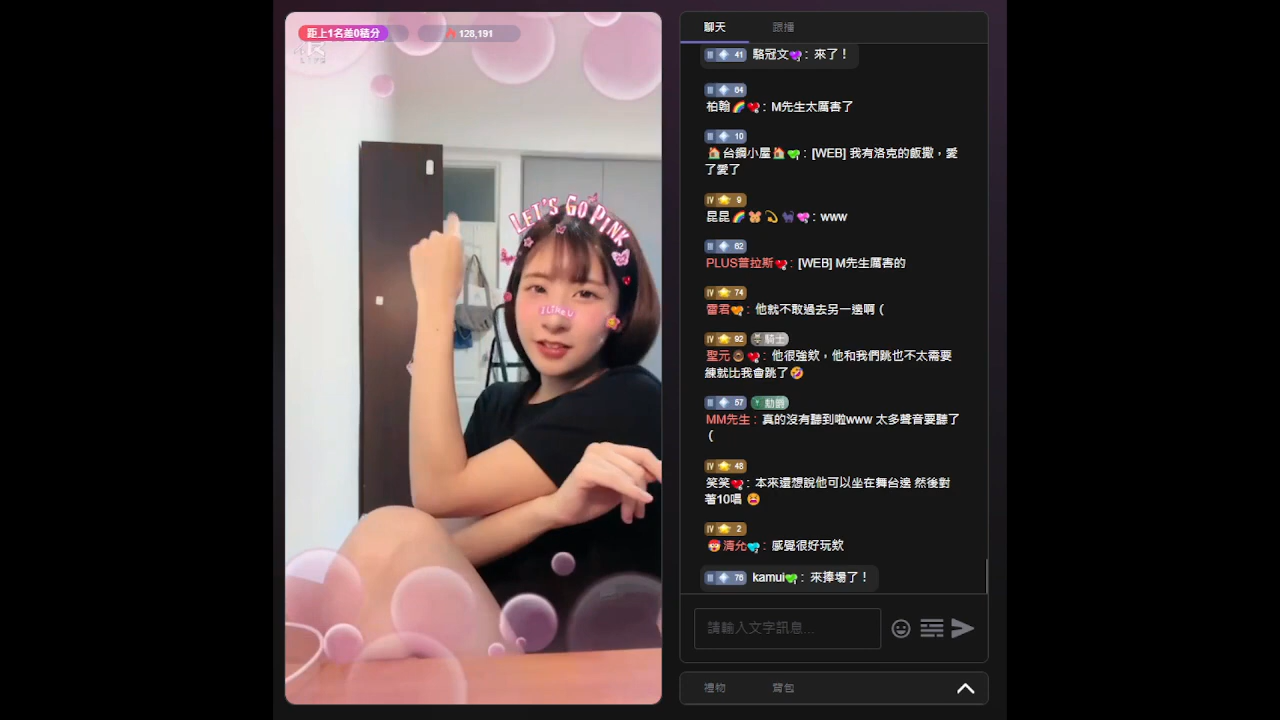 距上1名差0積分
128,191
LET'S GO PINK
聊天
跟播
III 41 駱冠文：來了！
III 64
柏翰：M先生太厲害了
III 10
台鋼小屋：[WEB] 我有洛克的飯撒，愛
了愛了
IV 9
昆昆：www
III 62
PLUS普拉斯：[WEB] M先生厲害的
IV 74
雷君：他就不敢過去另一邊啊（
IV 92 騎士
聖元：他很強欸，他和我們跳也不太需要
練就比我會跳了
III 57 勳爵
MM先生：真的沒有聽到啦www 太多聲音要聽了
（
IV 48
笑笑：本來還想說他可以坐在舞台邊 然後對
著10唱
IV 2
清允：感覺很好玩欸
III 76 kamui：來捧場了！
請輸入文字訊息...
禮物
背包